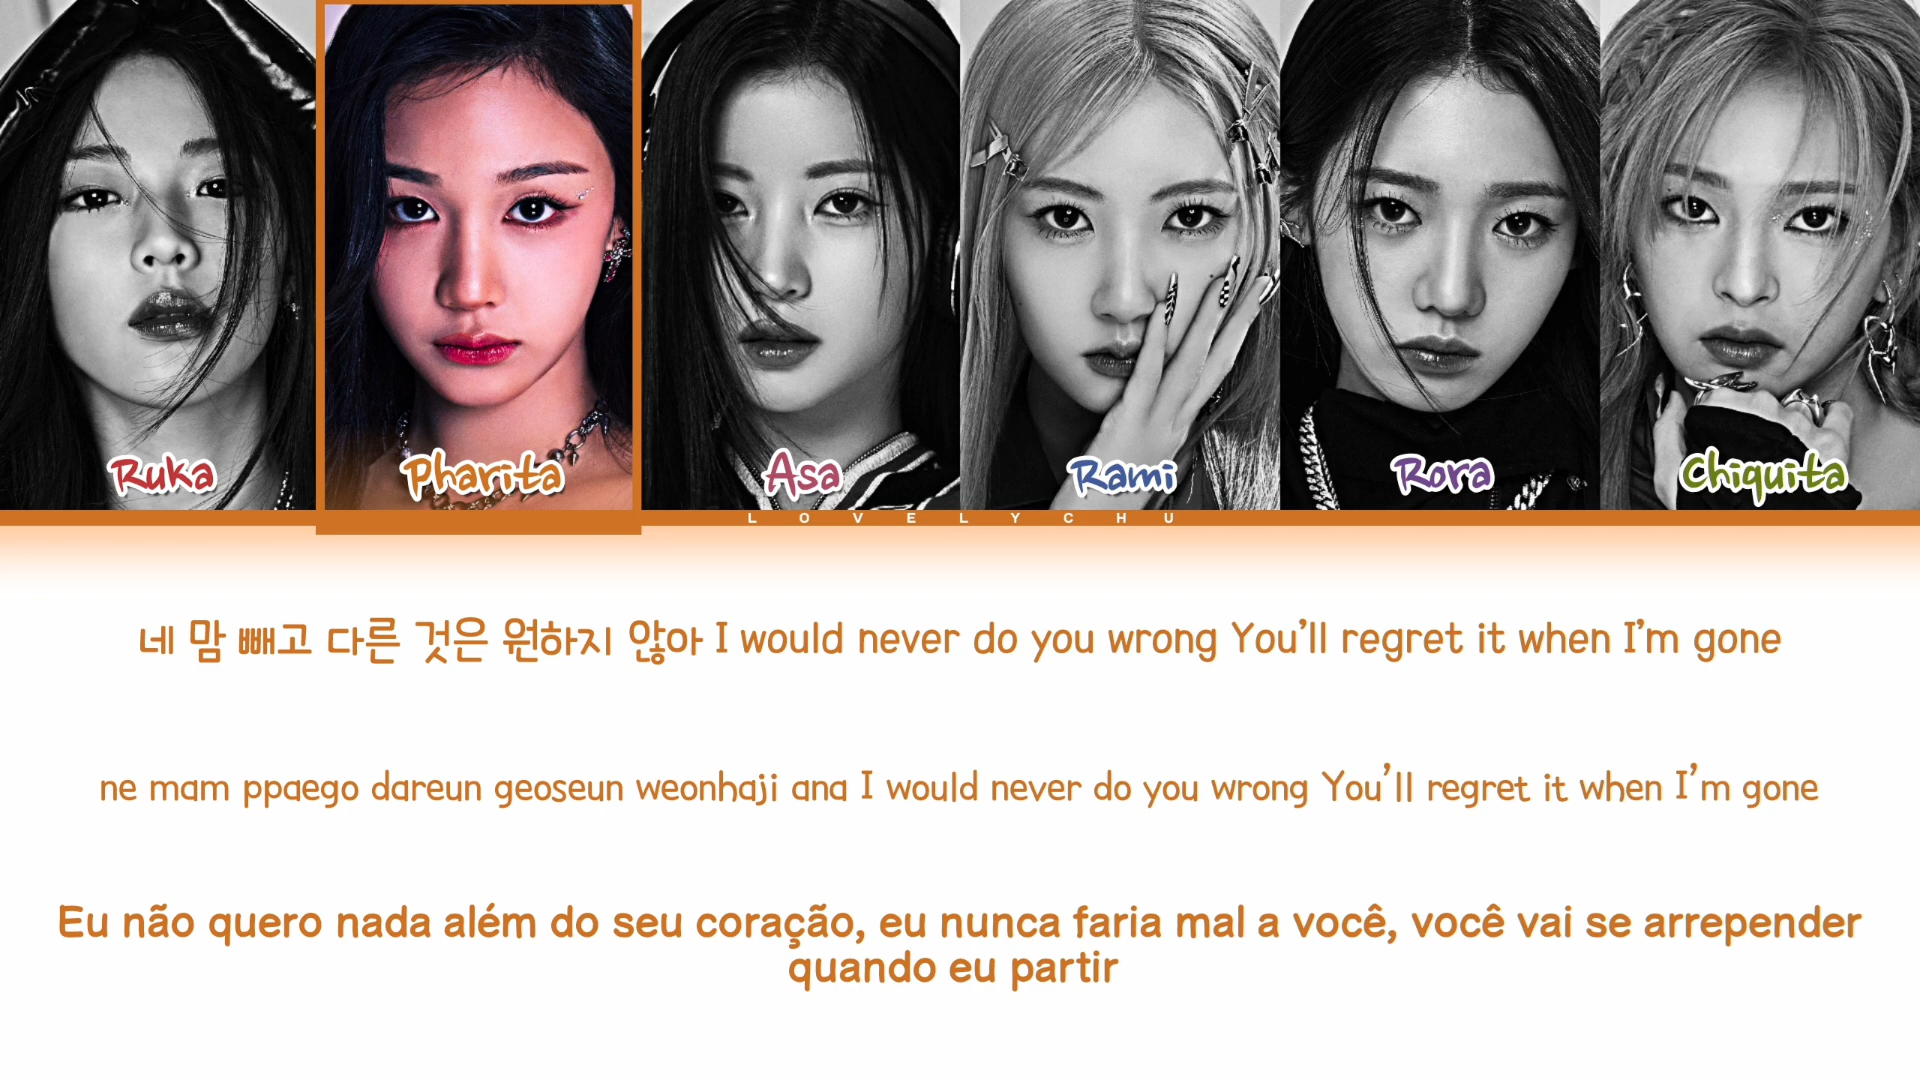 Ruka
Pharita
Asa
Rami
Rora
Chiquita
LOVELYCHU
네 맘 빼고 다른 것은 원하지 않아 I would never do you wrong You'll regret it when I'm gone
ne mam ppaego dareun geoseun weonhaji ana I would never do you wrong You'll regret it when I'm gone
Eu não quero nada além do seu coração, eu nunca faria mal a você, você vai se arrepender
quando eu partir